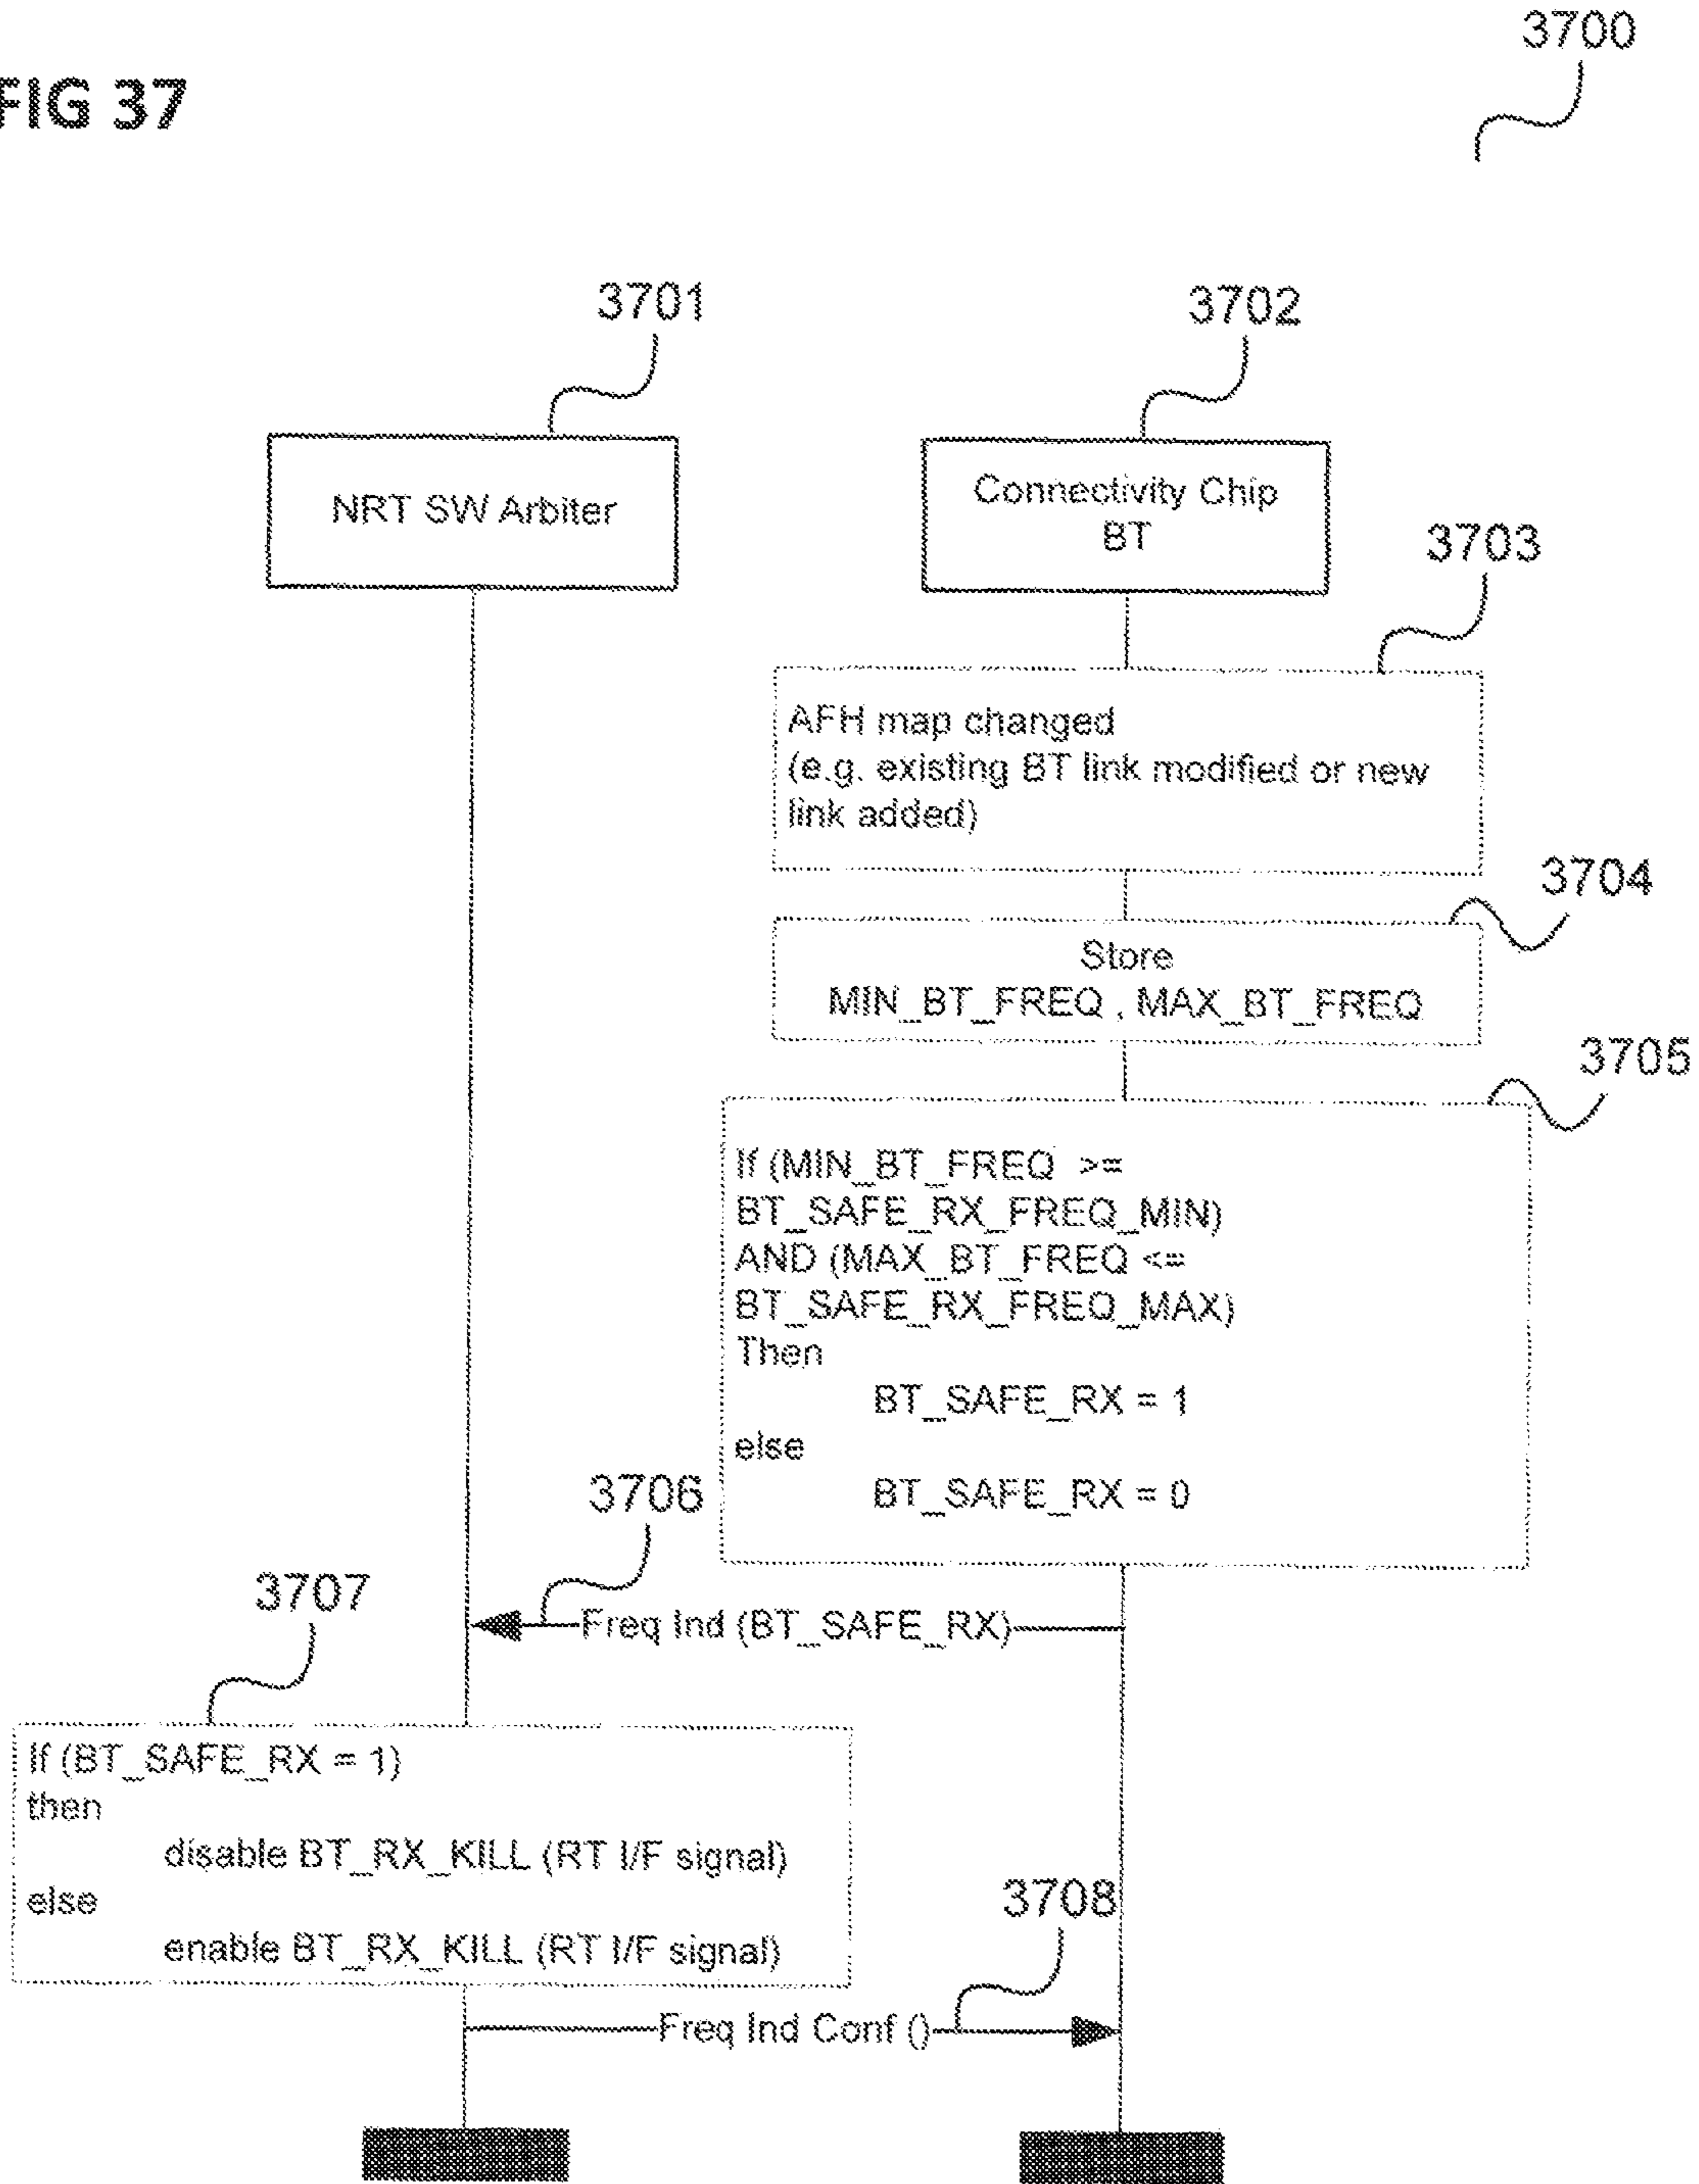 3700
FIG 37
3701
3702
NRT SW Arbiter
Connectivity Chip
BT
3703
AFH map changed
(e.g. existing BT link modified or new
link added)
3704
Store
MIN_BT_FREQ , MAX_BT_FREQ
3705
If (MIN_BT_FREQ >=
BT_SAFE_RX_FREQ_MIN)
AND (MAX_BT_FREQ <=
BT_SAFE_RX_FREQ_MAX)
Then
BT_SAFE_RX = 1
else
BT_SAFE_RX = 0
3706
Freq Ind (BT_SAFE_RX)
3707
If (BT_SAFE_RX = 1)
then
disable BT_RX_KILL (RT I/F signal)
else
enable BT_RX_KILL (RT I/F signal)
3708
Freq Ind Conf ()